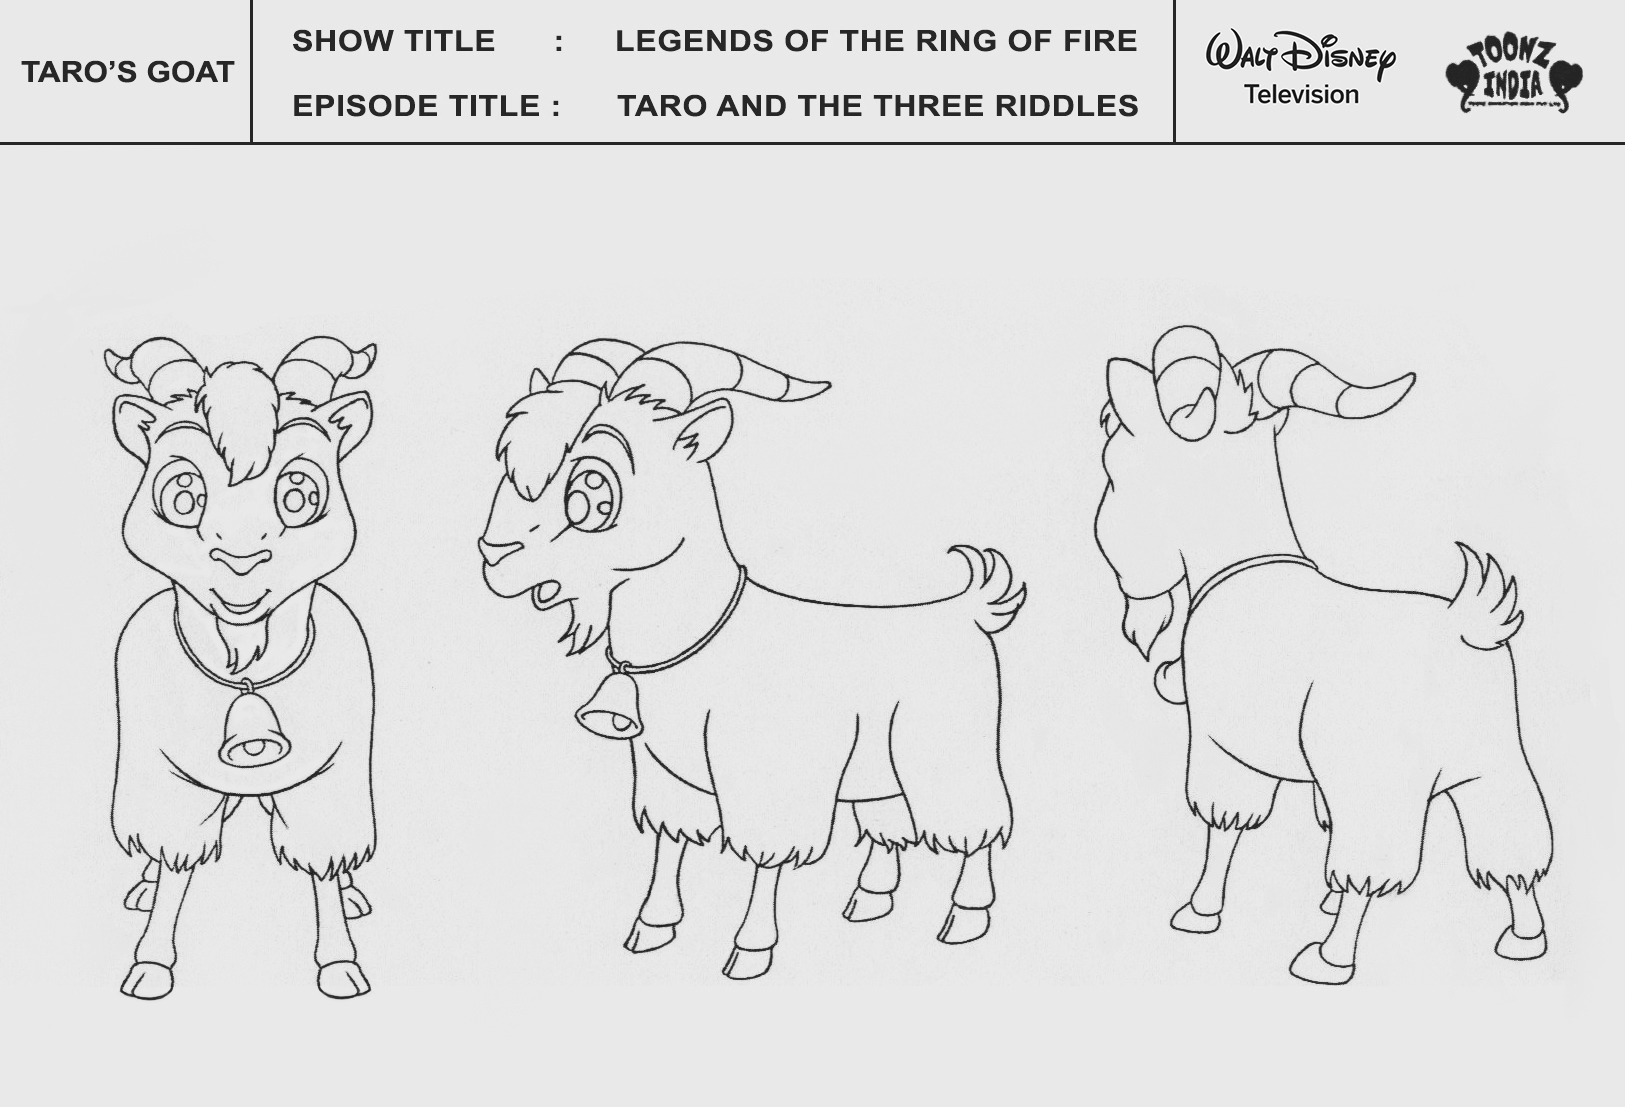 TARO’S GOAT
SHOW TITLE : LEGENDS OF THE RING OF FIRE
EPISODE TITLE : TARO AND THE THREE RIDDLES
WALT DISNEY
Television
TOONZ
INDIA